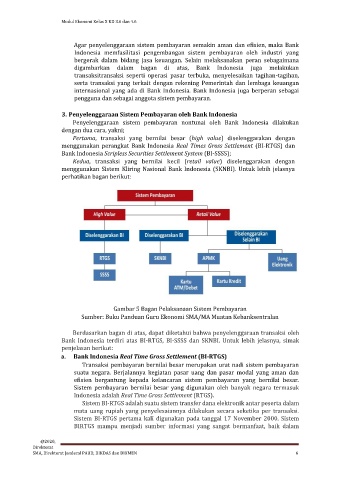 Modul Ekonomi Kelas X KD 3.6 dan 4.6
Agar penyelenggaraan sistem pembayaran semakin aman dan efisien, maka Bank
Indonesia memfasilitasi pengembangan sistem pembayaran oleh industri yang
bergerak dalam bidang jasa keuangan. Selain melaksanakan peran sebagaimana
digambarkan dalam bagan di atas, Bank Indonesia juga melakukan
transaksitransaksi seperti operasi pasar terbuka, menyelesaikan tagihan-tagihan,
serta transaksi yang terkait dengan rekening Pemerintah dan lembaga keuangan
internasional yang ada di Bank Indonesia. Bank Indonesia juga berperan sebagai
pengguna dan sebagai anggota sistem pembayaran.
3. Penyelenggaraan Sistem Pembayaran oleh Bank Indonesia
Penyelenggaraan sistem pembayaran nontunai oleh Bank Indonesia dilakukan
dengan dua cara, yakni;
Pertama, transaksi yang bernilai besar (high value) diselenggarakan dengan
menggunakan perangkat Bank Indonesia Real Times Gross Settlement (BI-RTGS) dan
Bank Indonesia Scripless Securities Settlement System (BI-SSSS);
Kedua, transaksi yang bernilai kecil (retail value) diselenggarakan dengan
menggunakan Sistem Kliring Nasional Bank Indonesia (SKNBI). Untuk lebih jelasnya
perhatikan bagan berikut:
Sistem Pembayaran
High Value
Retail Value
Diselenggarakan BI
Diselenggarakan BI
Diselenggarakan
Selain BI
RTGS
SKNBI
APMK
Uang
Elektronik
SSSS
Kartu
ATM/Debet
Kartu Kredit
Gambar 5 Bagan Pelaksanaan Sistem Pembayaran
Sumber: Buku Panduan Guru Ekonomi SMA/MA Muatan Kebanksentralan
Berdasarkan bagan di atas, dapat diketahui bahwa penyelenggaraan transaksi oleh
Bank Indonesia terdiri atas BI-RTGS, BI-SSSS dan SKNBI. Untuk lebih jelasnya, simak
penjelasan berikut:
a. Bank Indonesia Real Time Gross Settlement (BI-RTGS)
Transaksi pembayaran bernilai besar merupakan urat nadi sistem pembayaran
suatu negara. Berjalannya kegiatan pasar uang dan pasar modal yang aman dan
efisien bergantung kepada kelancaran sistem pembayaran yang bernilai besar.
Sistem pembayaran bernilai besar yang digunakan oleh banyak negara termasuk
Indonesia adalah Real Time Gross Settlement (RTGS).
Sistem BI-RTGS adalah suatu sistem transfer dana elektronik antar peserta dalam
mata uang rupiah yang penyelesaiannya dilakukan secara seketika per transaksi.
Sistem BI-RTGS pertama kali digunakan pada tanggal 17 November 2000. Sistem
BIRTGS mampu menjadi sumber informasi yang sangat bermanfaat, baik dalam
@2020,
Direktorat
SMA, Direktorat Jenderal PAUD, DIKDAS dan DIKMEN 6